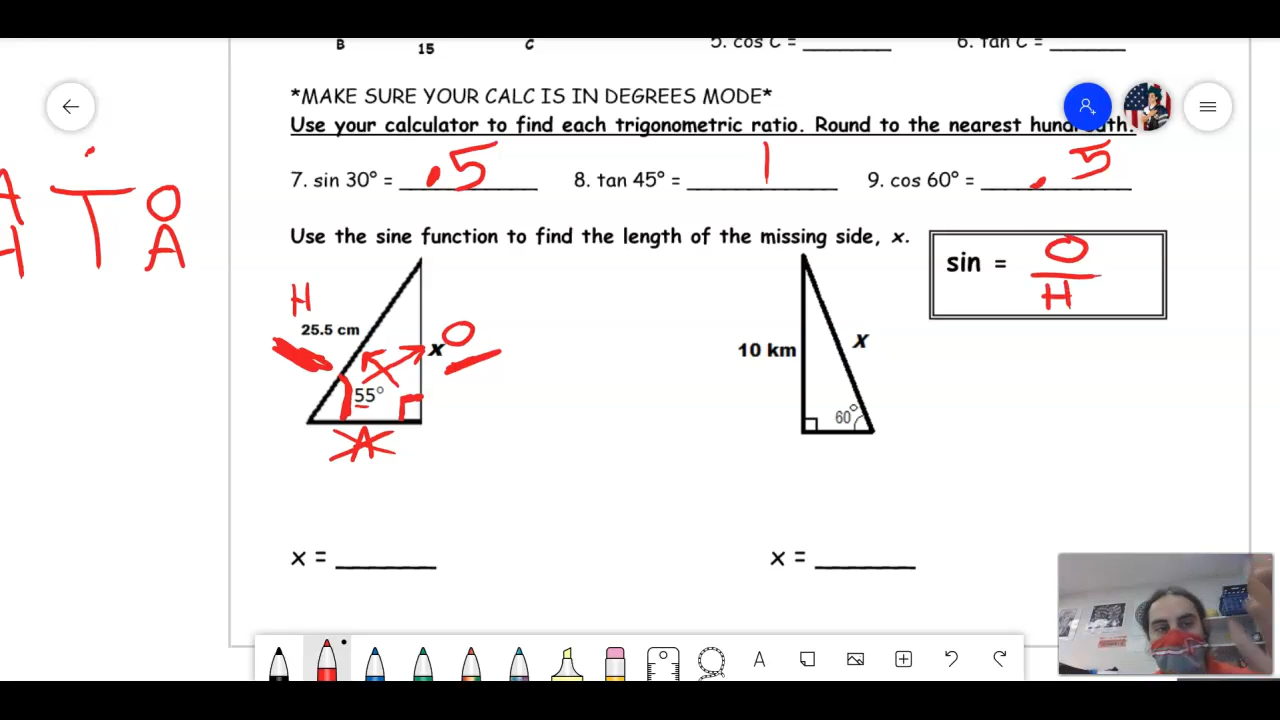 B 15 C 5. cos C = ________ 6. tan C = ________
*MAKE SURE YOUR CALC IS IN DEGREES MODE*
Use your calculator to find each trigonometric ratio. Round to the nearest hundredth.
7. sin 30° = .5 8. tan 45° = 1 9. cos 60° = .5
A T O
H A
Use the sine function to find the length of the missing side, x.
sin = O
H
H
25.5 cm
x O
55°
A
10 km
x
60°
x = ________ x = ________
A